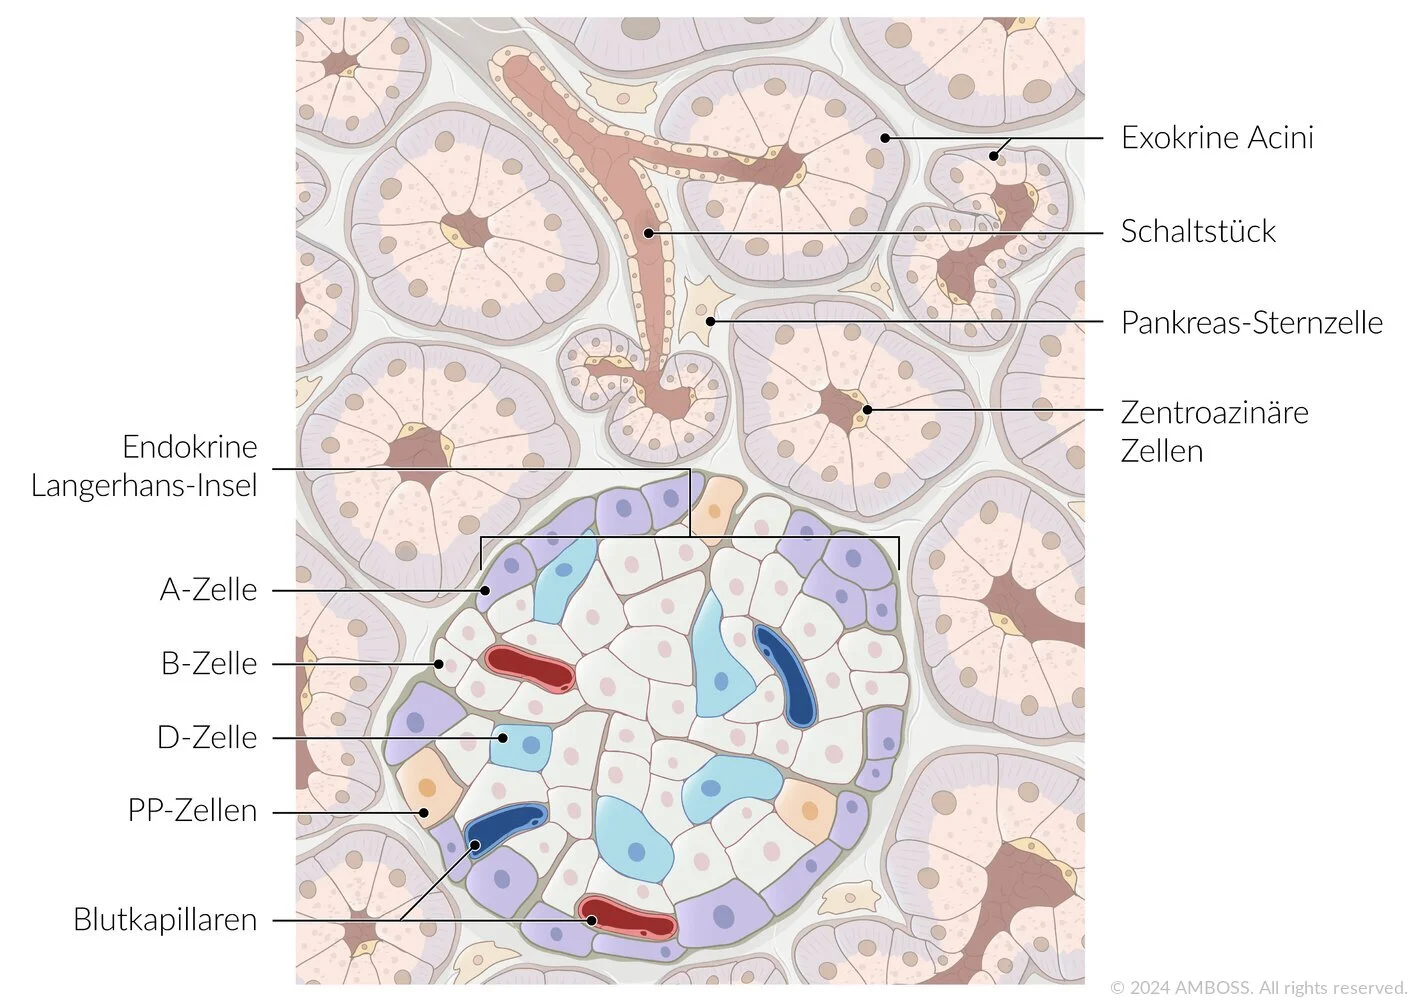 Exokrine Acini
Schaltstück
Pankreas-Sternzelle
Zentroazinäre
Zellen
Endokrine
Langerhans-Insel
A-Zelle
B-Zelle
D-Zelle
PP-Zellen
Blutkapillaren
© 2024 AMBOSS. All rights reserved.